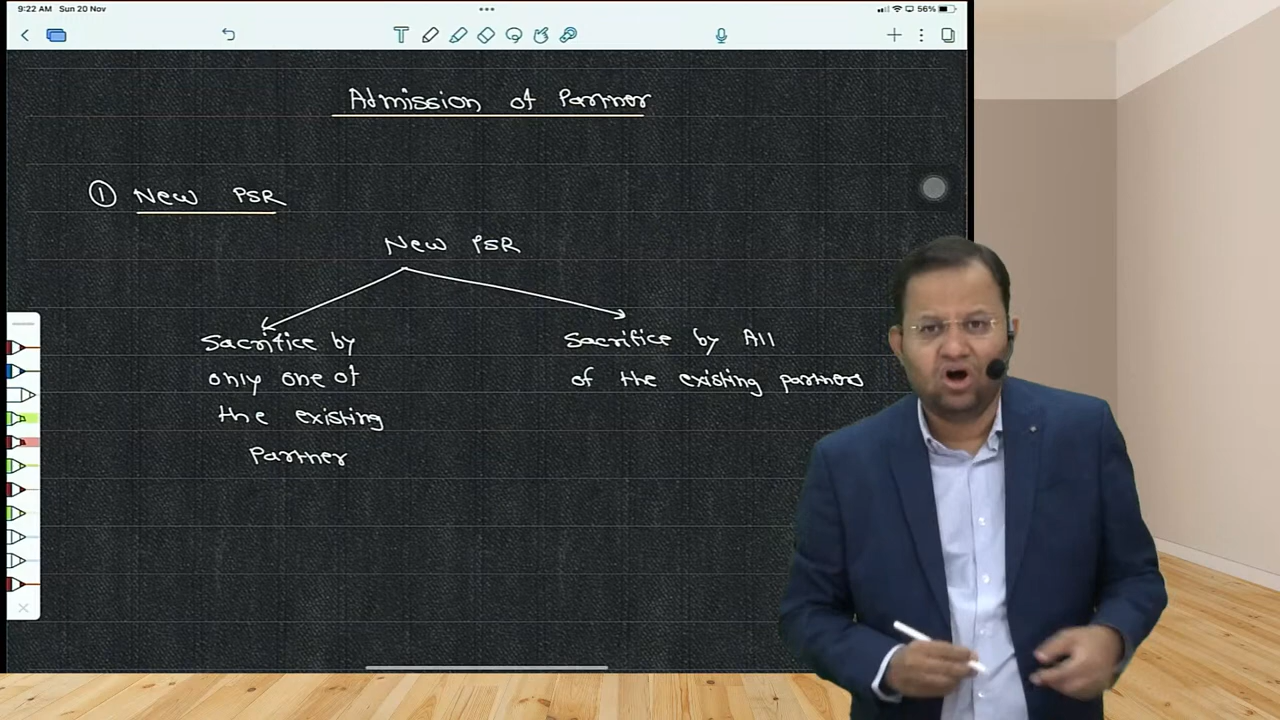 9:22 AM Sun 20 Nov
56%
T
Admission of Partner
① New PSR
New PSR
Sacrifice by
only one of
the existing
Partner
Sacrifice by All
of the existing partners